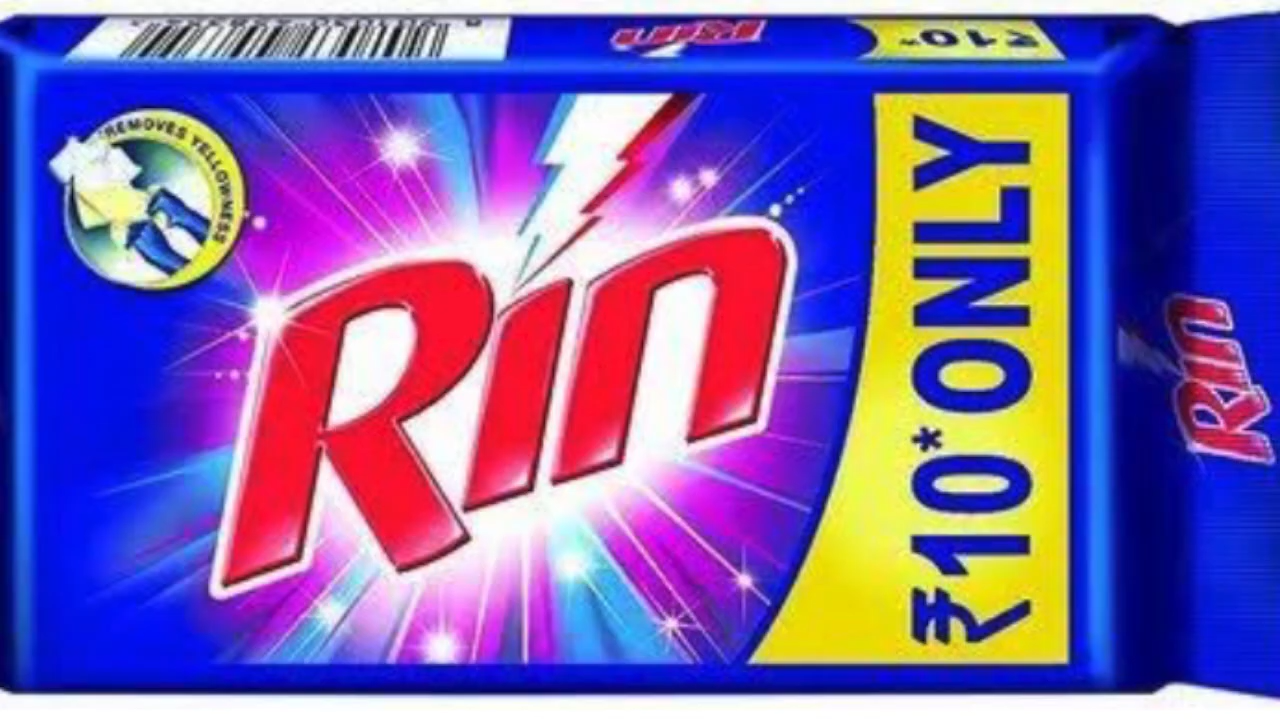 Rin
₹10*
REMOVES YELLOWNESS
Rin
₹10* ONLY
Rin